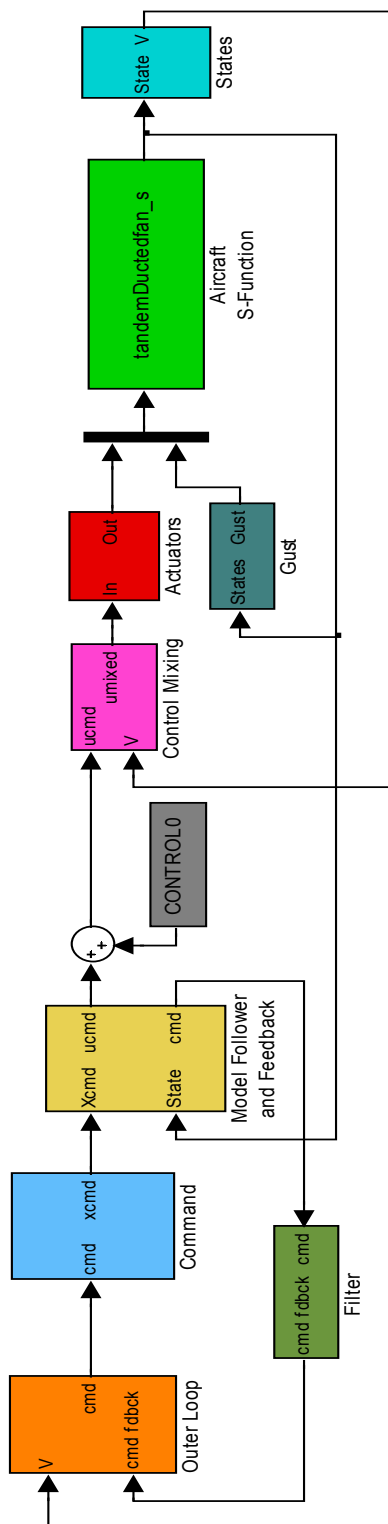 V
cmd
cmd fdbck
Outer Loop
cmd xcmd
Command
Xcmd ucmd
State cmd
Model Follower
and Feedback
cmd fdbck cmd
Filter
+
+
CONTROL0
ucmd
umixed
V
Control Mixing
In Out
Actuators
States Gust
Gust
tandemDuctedfan_s
Aircraft
S-Function
State V
States